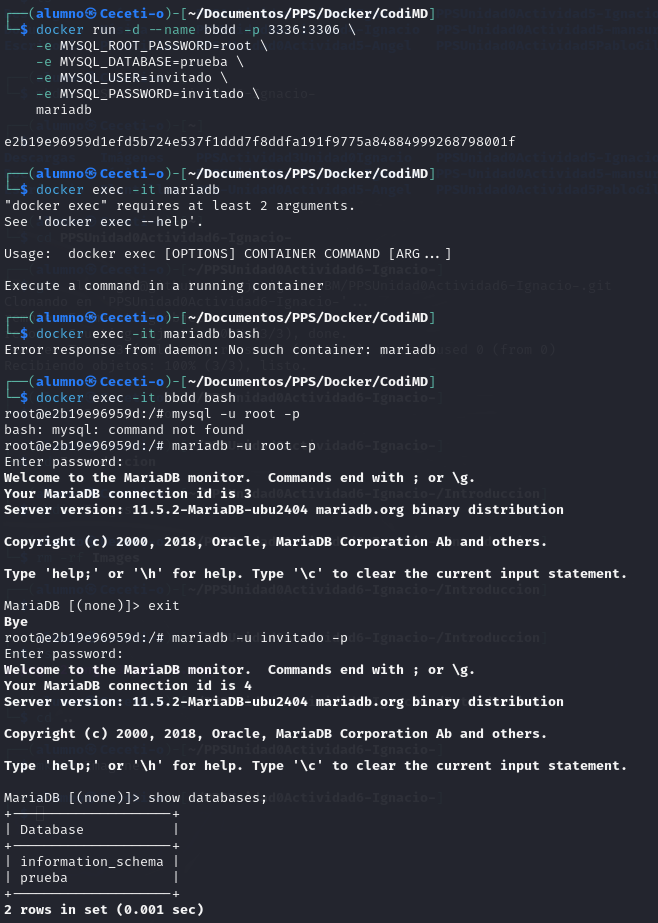 ┌──(alumno㉿Ceceti-o)-[~/Documentos/PPS/Docker/CodiMD]
└─$ docker run -d --name bbdd -p 3336:3306 \
    -e MYSQL_ROOT_PASSWORD=root \
    -e MYSQL_DATABASE=prueba \
    -e MYSQL_USER=invitado \
    -e MYSQL_PASSWORD=invitado \
    mariadb
e2b19e96959d1efd5b724e537f1ddd7f8ddfa191f9775a84884999268798001f
┌──(alumno㉿Ceceti-o)-[~/Documentos/PPS/Docker/CodiMD]
└─$ docker exec -it mariadb
"docker exec" requires at least 2 arguments.
See 'docker exec --help'.
Usage:  docker exec [OPTIONS] CONTAINER COMMAND [ARG...]
Execute a command in a running container
┌──(alumno㉿Ceceti-o)-[~/Documentos/PPS/Docker/CodiMD]
└─$ docker exec -it mariadb bash
Error response from daemon: No such container: mariadb
┌──(alumno㉿Ceceti-o)-[~/Documentos/PPS/Docker/CodiMD]
└─$ docker exec -it bbdd bash
root@e2b19e96959d:/# mysql -u root -p
bash: mysql: command not found
root@e2b19e96959d:/# mariadb -u root -p
Enter password:
Welcome to the MariaDB monitor.  Commands end with ; or \g.
Your MariaDB connection id is 3
Server version: 11.5.2-MariaDB-ubu2404 mariadb.org binary distribution
Copyright (c) 2000, 2018, Oracle, MariaDB Corporation Ab and others.
Type 'help;' or '\h' for help. Type '\c' to clear the current input statement.
MariaDB [(none)]> exit
Bye
root@e2b19e96959d:/# mariadb -u invitado -p
Enter password:
Welcome to the MariaDB monitor.  Commands end with ; or \g.
Your MariaDB connection id is 4
Server version: 11.5.2-MariaDB-ubu2404 mariadb.org binary distribution
Copyright (c) 2000, 2018, Oracle, MariaDB Corporation Ab and others.
Type 'help;' or '\h' for help. Type '\c' to clear the current input statement.
MariaDB [(none)]> show databases;
+--------------------+
| Database           |
+--------------------+
| information_schema |
| prueba             |
+--------------------+
2 rows in set (0.001 sec)